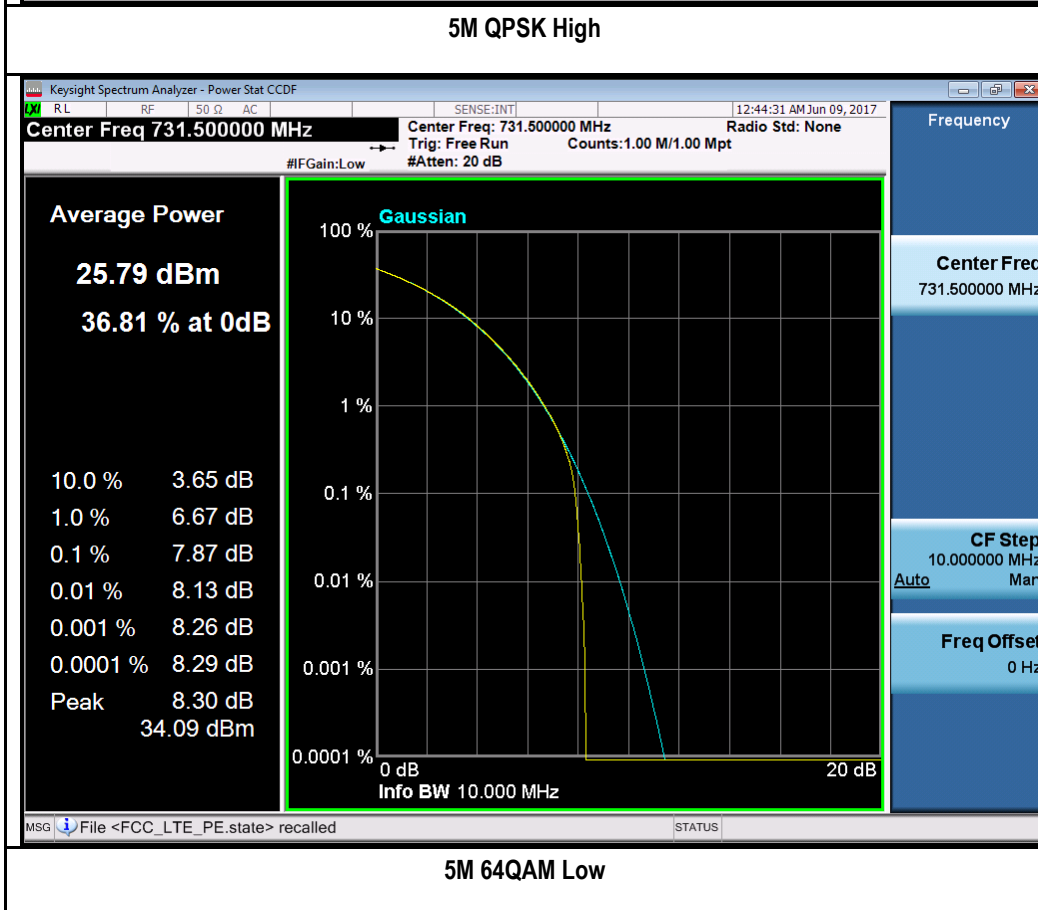 5M QPSK High
Keysight Spectrum Analyzer - Power Stat CCDF
LXI RL RF 50 Ω AC SENSE:INT 12:44:31 AM Jun 09, 2017
Center Freq 731.500000 MHz
Center Freq: 731.500000 MHz Radio Std: None
Trig: Free Run Counts:1.00 M/1.00 Mpt
#IFGain:Low #Atten: 20 dB
Frequency
Center Freq
731.500000 MHz
CF Step
10.000000 MHz
Auto Man
Freq Offset
0 Hz
Average Power
25.79 dBm
36.81 % at 0dB
10.0 % 3.65 dB
1.0 % 6.67 dB
0.1 % 7.87 dB
0.01 % 8.13 dB
0.001 % 8.26 dB
0.0001 % 8.29 dB
Peak 8.30 dB
34.09 dBm
Gaussian
100 %
10 %
1 %
0.1 %
0.01 %
0.001 %
0.0001 %
0 dB 20 dB
Info BW 10.000 MHz
MSG File <FCC_LTE_PE.state> recalled STATUS
5M 64QAM Low